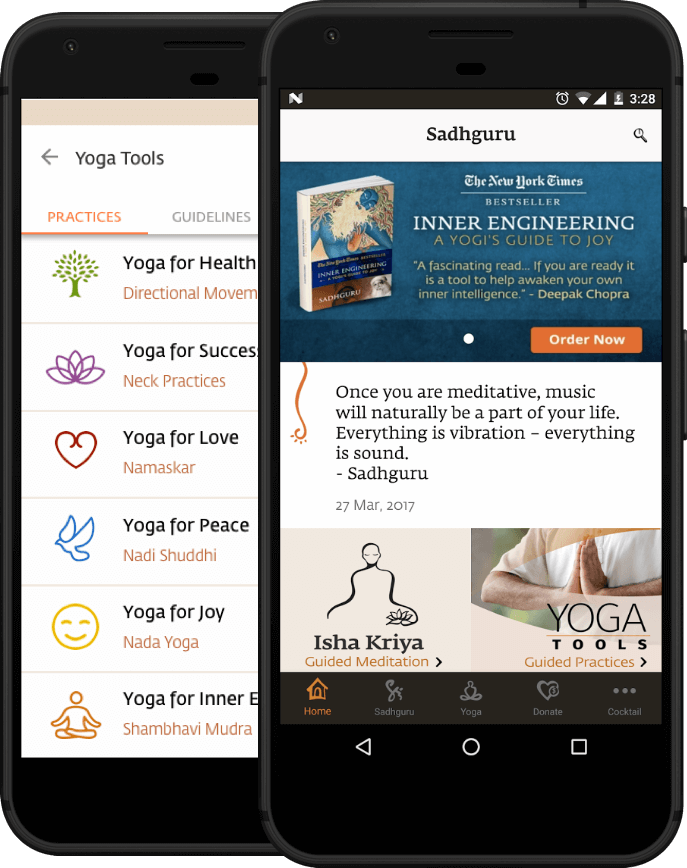 Yoga Tools
PRACTICES
GUIDELINES
Yoga for Health
Directional Movem
Yoga for Succes
Neck Practices
Yoga for Love
Namaskar
Yoga for Peace
Nadi Shuddhi
Yoga for Joy
Nada Yoga
Yoga for Inner E
Shambhavi Mudra
3:28
Sadhguru
The New York Times
BESTSELLER
INNER ENGINEERING
A YOGI'S GUIDE TO JOY
"A fascinating read... If you are ready it
is a tool to help awaken your own
inner intelligence." - Deepak Chopra
The New York Times BESTSELLER
INNER ENGINEERING
A YOGI'S GUIDE TO JOY
SADHGURU
Order Now
Once you are meditative, music
will naturally be a part of your life.
Everything is vibration – everything
is sound.
- Sadhguru
27 Mar, 2017
Isha Kriya
Guided Meditation
YOGA
TOOLS
Guided Practices
Home
Sadhguru
Yoga
Donate
Cocktail